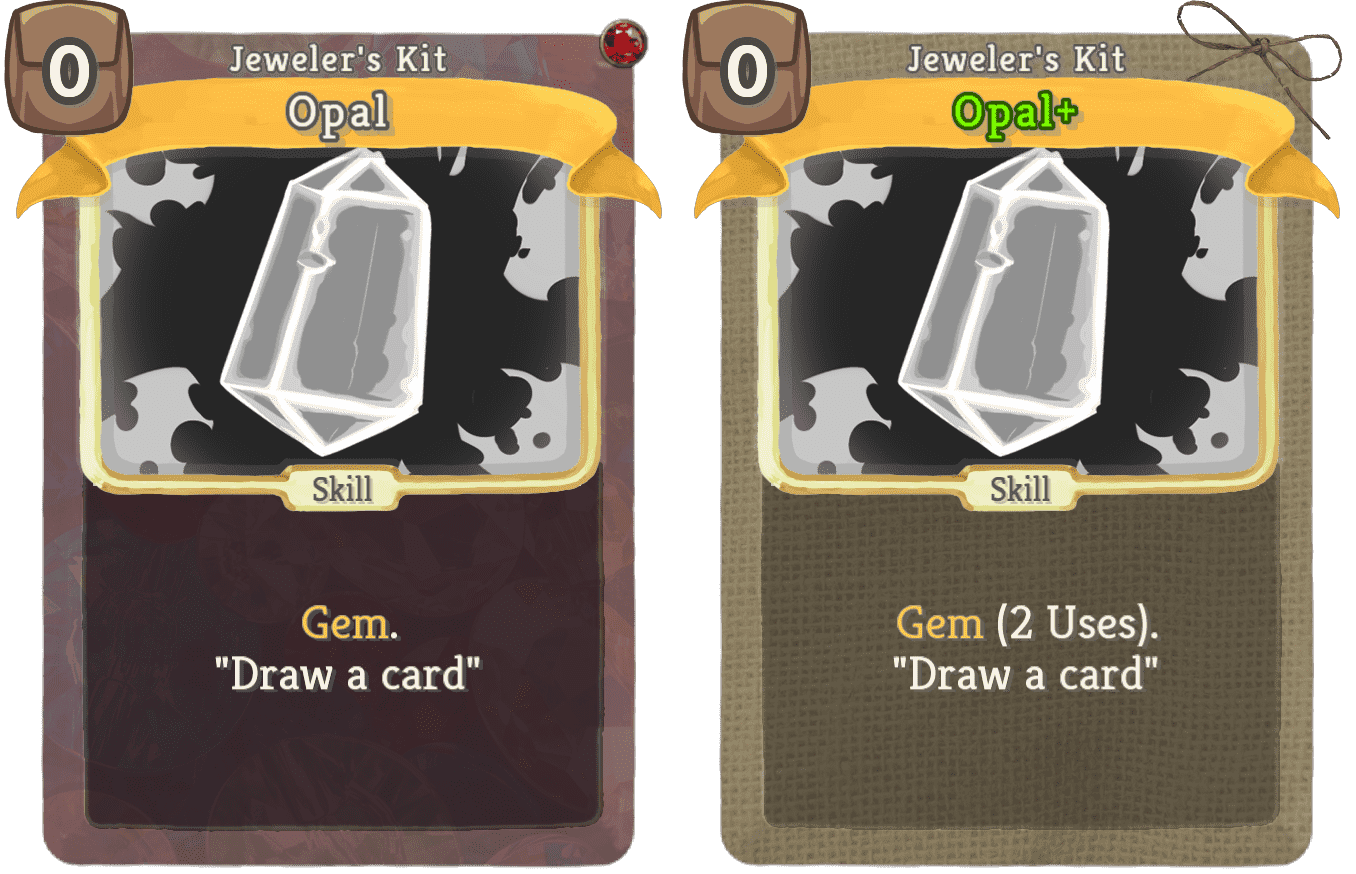 0
Jeweler's Kit
Opal
Skill
Gem.
"Draw a card"
0
Jeweler's Kit
Opal+
Skill
Gem (2 Uses).
"Draw a card"